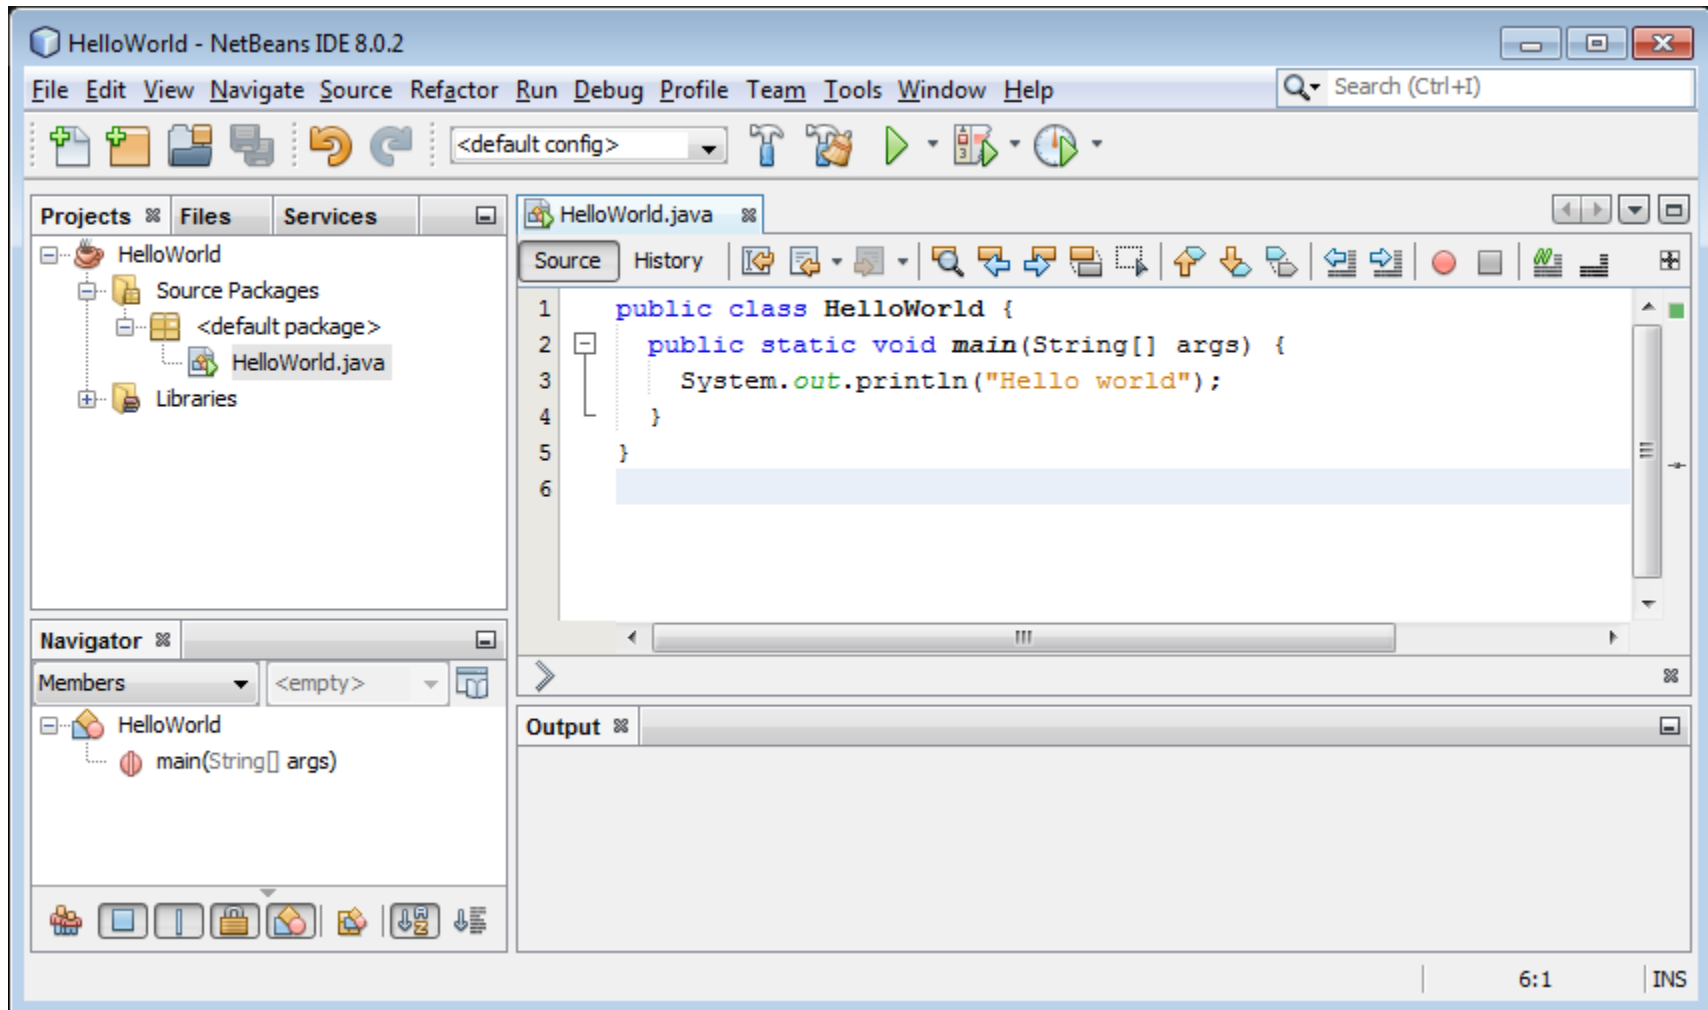 HelloWorld - NetBeans IDE 8.0.2
File Edit View Navigate Source Refactor Run Debug Profile Team Tools Window Help Search (Ctrl+I)
<default config>
Projects Files Services
HelloWorld
Source Packages
<default package>
HelloWorld.java
Libraries
HelloWorld.java
Source History
1 public class HelloWorld {
2 public static void main(String[] args) {
3 System.out.println("Hello world");
4 }
5 }
6
Navigator
Members <empty>
HelloWorld
main(String[] args)
Output
6:1 INS